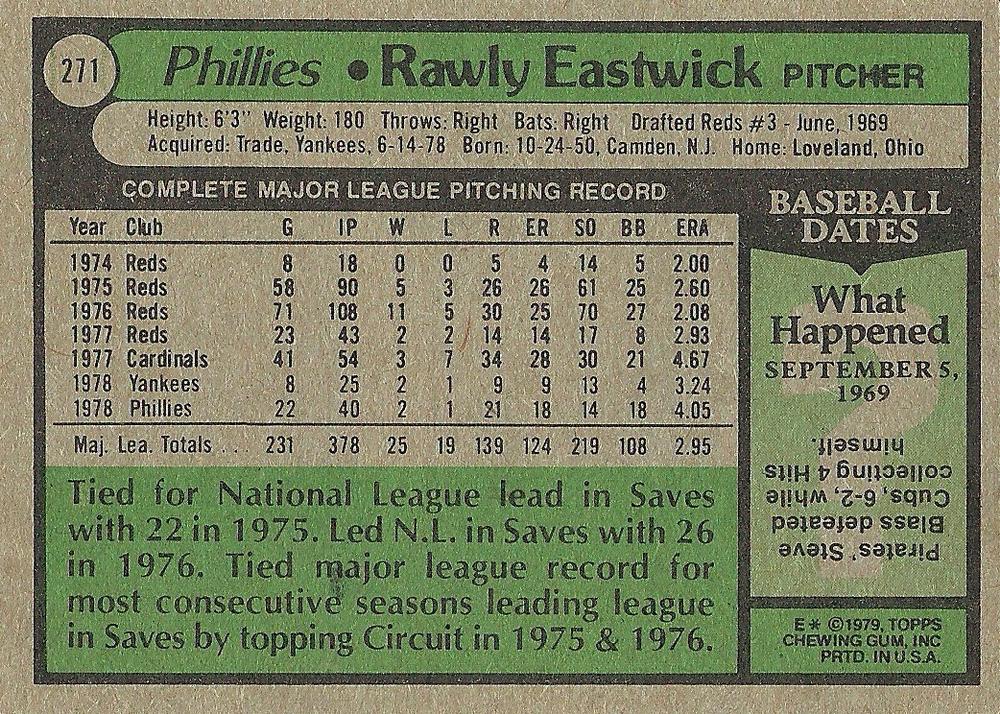 271 Phillies • Rawly Eastwick PITCHER
Height: 6'3" Weight: 180 Throws: Right Bats: Right Drafted Reds #3 - June, 1969
Acquired: Trade, Yankees, 6-14-78 Born: 10-24-50, Camden, N.J. Home: Loveland, Ohio
COMPLETE MAJOR LEAGUE PITCHING RECORD
Year Club G IP W L R ER SO BB ERA
1974 Reds 8 18 0 0 5 4 14 5 2.00
1975 Reds 58 90 5 3 26 26 61 25 2.60
1976 Reds 71 108 11 5 30 25 70 27 2.08
1977 Reds 23 43 2 2 14 14 17 8 2.93
1977 Cardinals 41 54 3 7 34 28 30 21 4.67
1978 Yankees 8 25 2 1 9 9 13 4 3.24
1978 Phillies 22 40 2 1 21 18 14 18 4.05
Maj. Lea. Totals ... 231 378 25 19 139 124 219 108 2.95
Tied for National League lead in Saves
with 22 in 1975. Led N.L. in Saves with 26
in 1976. Tied major league record for
most consecutive seasons leading league
in Saves by topping Circuit in 1975 & 1976.
BASEBALL
DATES
What
Happened
SEPTEMBER 5,
1969
Pirates' Steve
Blass defeated
Cubs, 6-2, while
collecting 4 Hits
himself.
E* ©1979, TOPPS
CHEWING GUM, INC
PRTD. IN U.S.A.